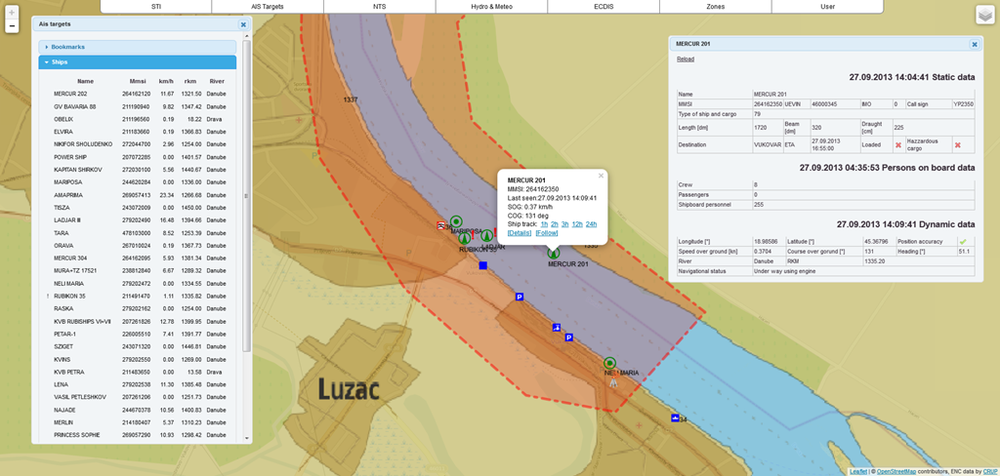 STI AIS Targets NTS Hydro & Meteo ECDIS Zones User
+
−
Ais targets
Bookmarks
Ships
Name Mmsi km/h rkm River
MERCUR 202 264162120 11.67 1321.50 Danube
GV BAVARIA 88 211190940 9.82 1347.42 Danube
OBELIX 211196560 0.19 18.22 Drava
ELVIRA 211183660 0.19 1366.83 Danube
NIKIFOR SHOLUDENKO 272044700 2.96 1254.00 Danube
POWER SHIP 207072285 0.00 1401.57 Danube
KAPITAN SHIRKOV 272030100 5.56 1440.67 Danube
MARIPOSA 244620284 0.00 1336.00 Danube
AMAPRIMA 269057413 23.34 1266.68 Danube
TISZA 243072009 0.00 1450.00 Danube
LADJAR III 279202490 16.48 1394.66 Danube
TARA 478103000 8.52 1253.39 Danube
ORAVA 267010024 0.19 1767.73 Danube
MERCUR 304 264162095 5.93 1381.34 Danube
MURA+TZ 17521 238812840 6.67 1289.32 Danube
NELI MARIA 279202472 0.00 1334.55 Danube
! RUBIKON 35 211491470 1.11 1335.82 Danube
RASKA 279202162 0.00 1254.00 Danube
KVB RUBISHIPS VI+VII 207261826 12.78 1399.95 Danube
PETAR-1 226005510 7.41 1391.77 Danube
SZIGET 243071320 0.00 1446.81 Danube
KVINS 279202550 0.00 1269.00 Danube
KVB PETRA 211483650 0.00 13.58 Drava
LENA 279202538 11.30 1385.48 Danube
VASIL PETLESHKOV 207261206 0.00 1251.73 Danube
NAJADE 244670378 10.56 1400.83 Danube
MERLIN 214180407 5.37 1310.23 Danube
PRINCESS SOPHIE 269057290 10.93 1298.42 Danube
1337
MERCUR 201
MMSI: 264162350
Last seen:27.09.2013 14:09:41
SOG: 0.37 km/h
COG: 131 deg
Ship track: 1h 2h 3h 12h 24h
[Details] [Follow]
MARIPOSA
LADJAR
RUBIKON 35
MERCUR 201
P
P
NELI MARIA
Luzac
MERCUR 201
Reload
27.09.2013 14:04:41 Static data
Name MERCUR 201
MMSI 264162350 UEVIN 46000345 IMO 0 Call sign YP2350
Type of ship and cargo 79
Length [dm] 1720 Beam [dm] 320 Draught [cm] 225
Destination VUKOVAR ETA 27.09.2013 16:55:00 Loaded Hazzardous cargo
27.09.2013 04:35:53 Persons on board data
Crew 8
Passengers 0
Shipboard personnel 255
27.09.2013 14:09:41 Dynamic data
Longitude [°] 18.98586 Latitude [°] 45.36796 Position accuracy
Speed over ground [kn] 0.3704 Course over goround [°] 131 Heading [°] 51.1
River Danube RKM 1335.20
Navigational status Under way using engine
Leaflet | © OpenStreetMap contributors, ENC data by CRUP